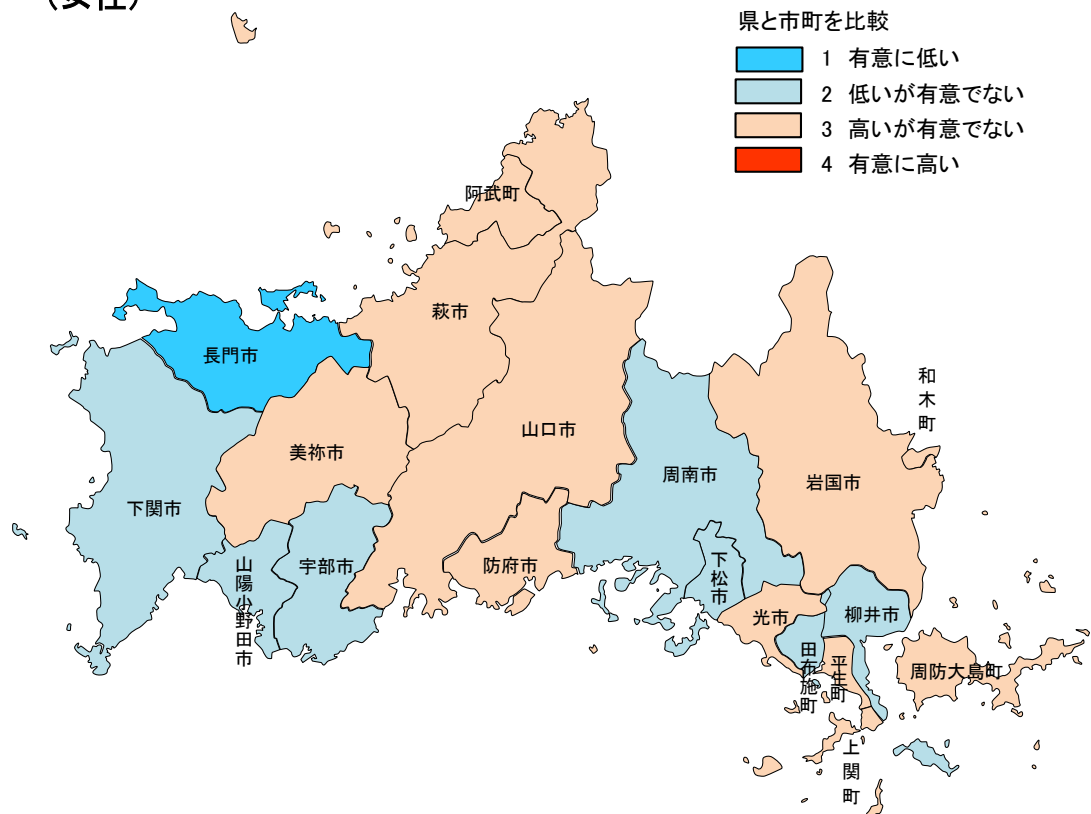 （女性）
県と市町を比較
1 有意に低い
2 低いが有意でない
3 高いが有意でない
4 有意に高い
阿武町
萩市
長門市
和木町
山口市
美祢市
周南市
岩国市
下関市
宇部市
防府市
下松市
山陽小野田市
光市
柳井市
田布施町
平生町
周防大島町
上関町